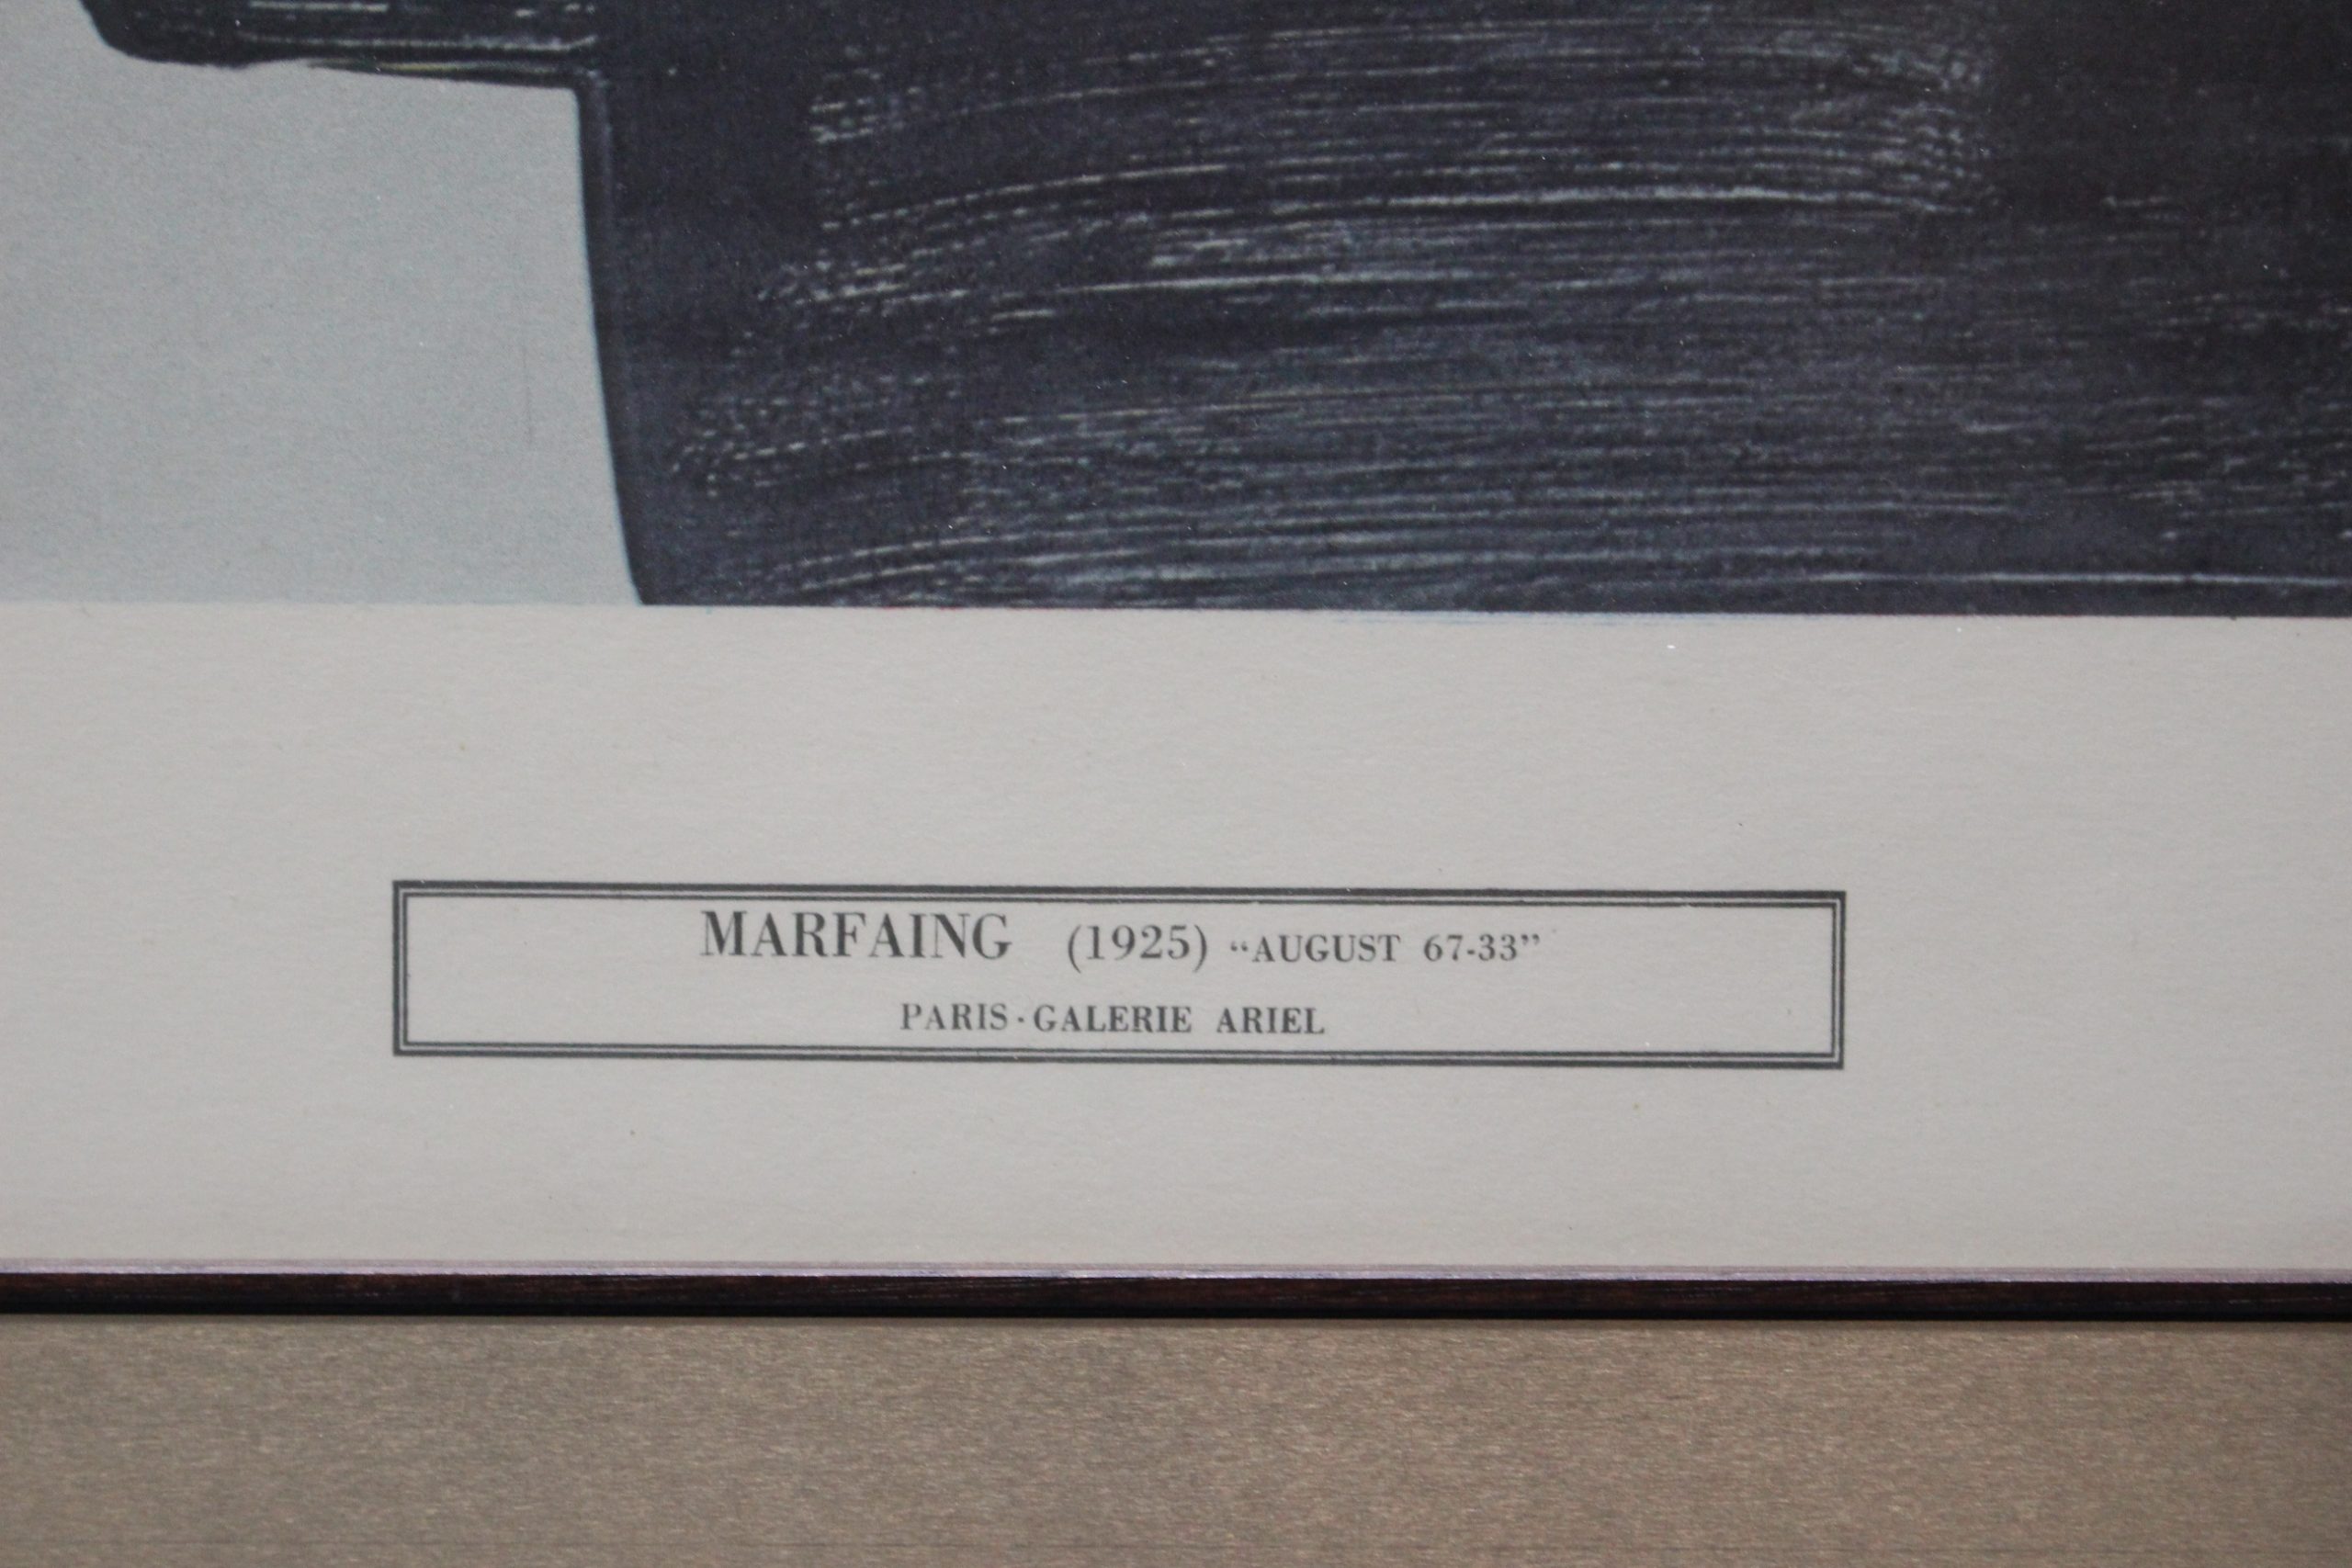 MARFAING (1925) “AUGUST 67-33”
PARIS-GALERIE ARIEL